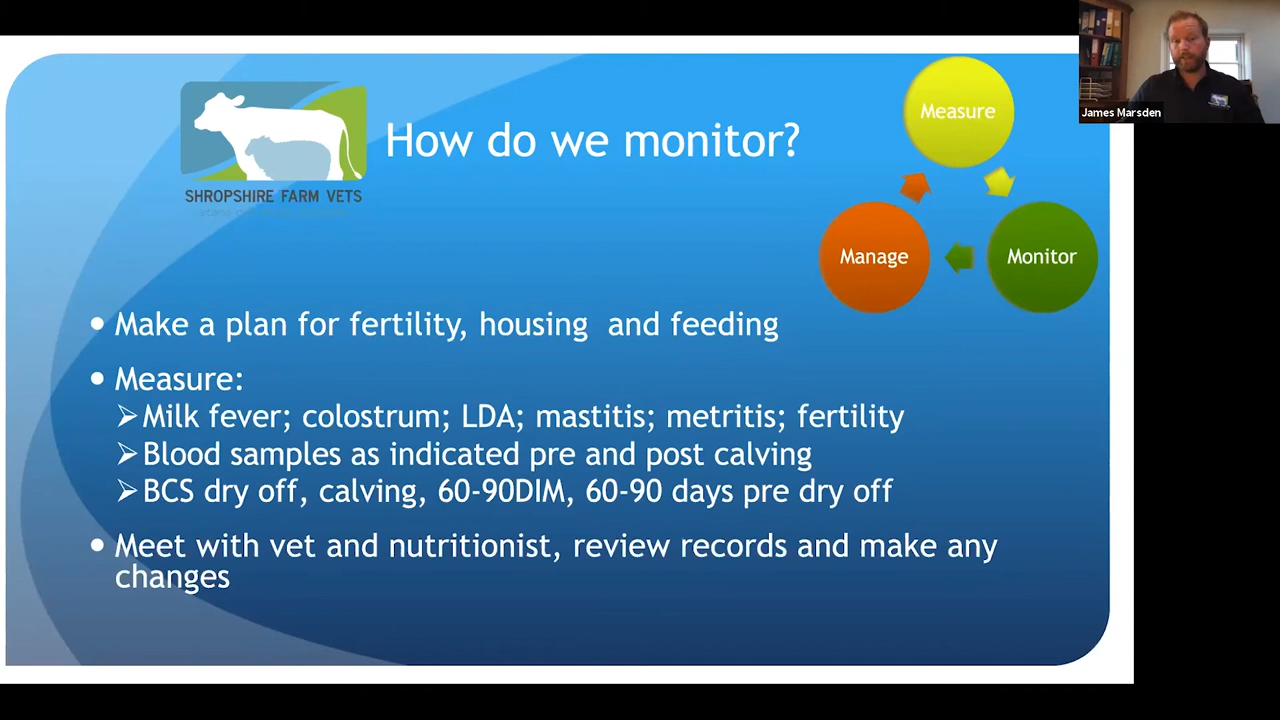 How do we monitor?
SHROPSHIRE FARM VETS
Measure
Monitor
Manage
James Marsden
• Make a plan for fertility, housing and feeding
• Measure:
➢ Milk fever; colostrum; LDA; mastitis; metritis; fertility
➢ Blood samples as indicated pre and post calving
➢ BCS dry off, calving, 60-90DIM, 60-90 days pre dry off
• Meet with vet and nutritionist, review records and make any
changes